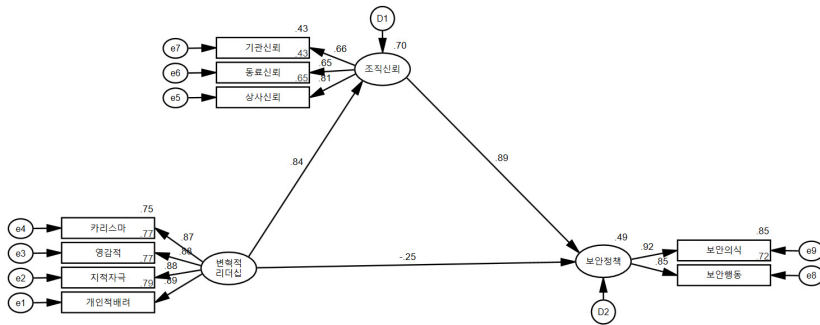 D1
.43
.70
e7
기관신뢰
.66
.43
e6
동료신뢰
.65
조직신뢰
.65
.81
e5
상사신뢰
.84
.89
.75
e4
카리스마
.87
.77
e3
영감적
.88
.77
e2
지적자극
.88
.79
e1
개인적배려
.89
변혁적
리더십
-.25
.49
보안정책
.92
.85
보안의식
e9
.72
.85
보안행동
e8
D2